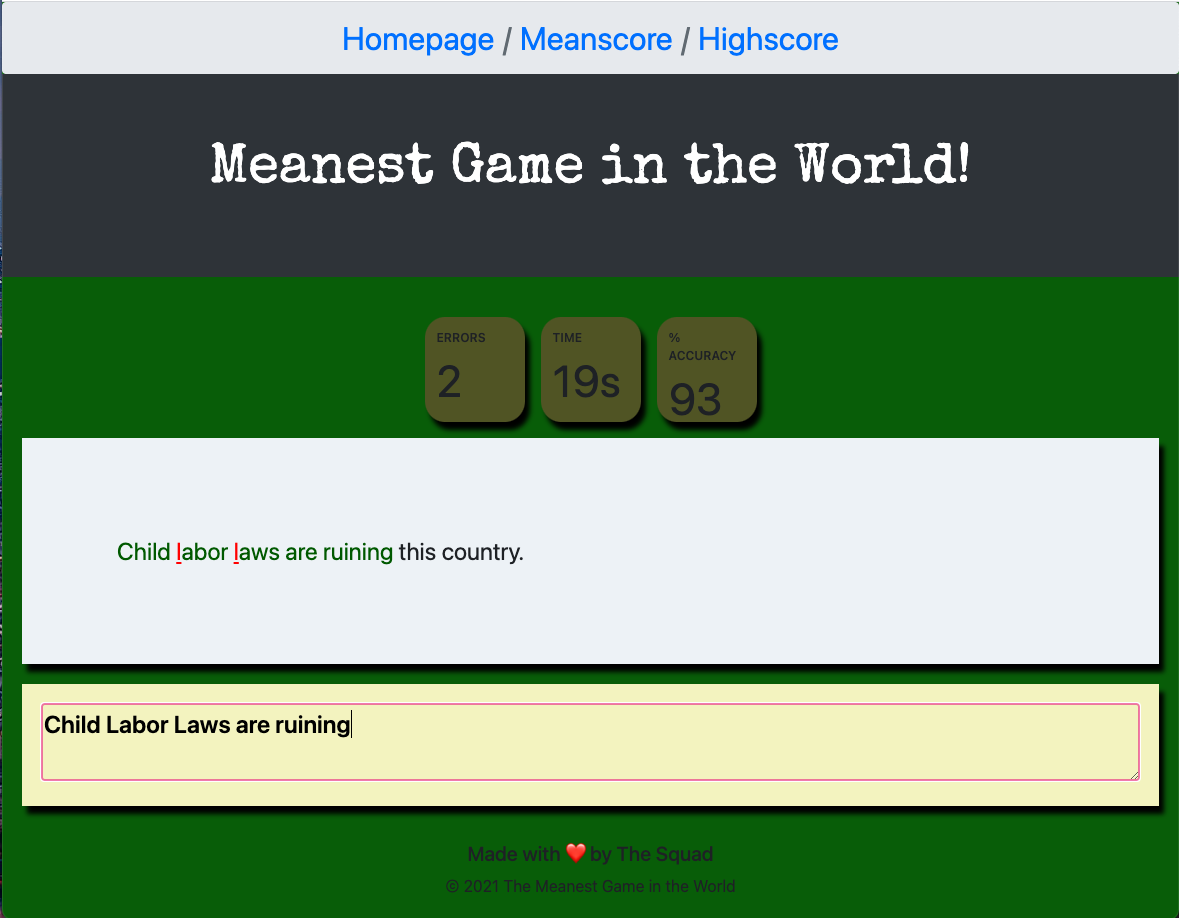 Homepage / Meanscore / Highscore
Meanest Game in the World!
ERRORS
2
TIME
19s
%
ACCURACY
93
Child labor laws are ruining this country.
Child Labor Laws are ruining
Made with ❤️ by The Squad
© 2021 The Meanest Game in the World